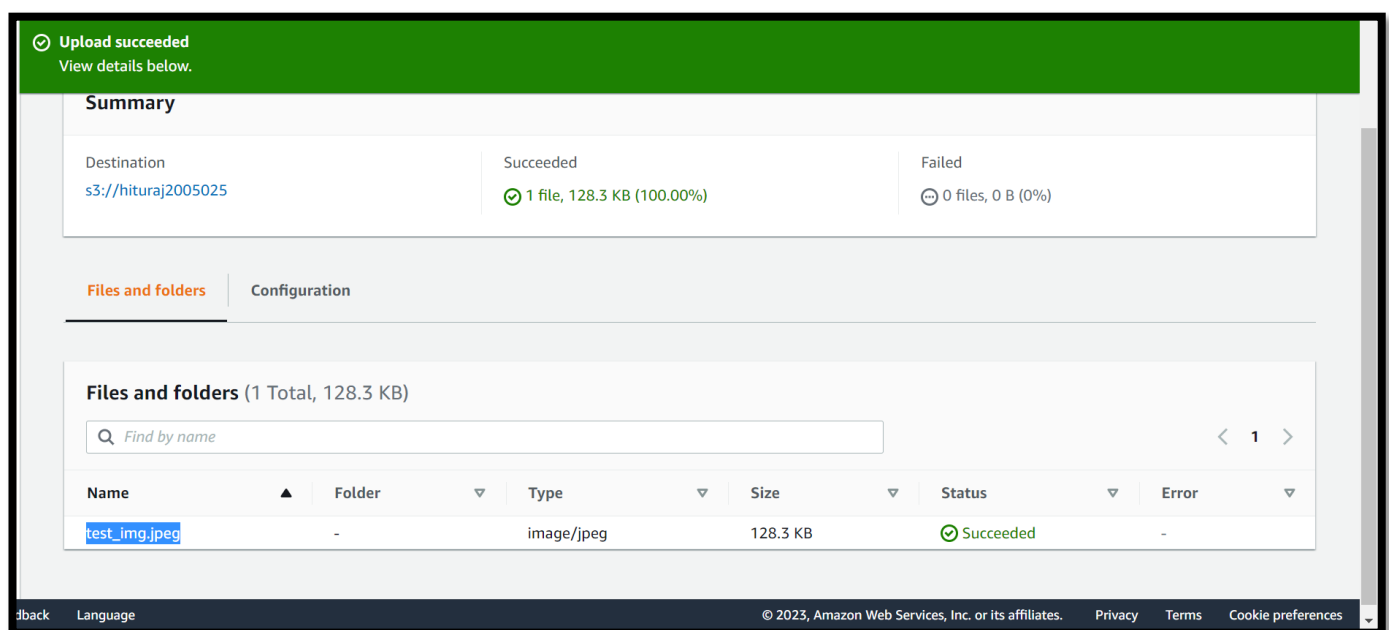 Upload succeeded
View details below.
Summary
Destination
Succeeded
Failed
s3://hituraj2005025
1 file, 128.3 KB (100.00%)
0 files, 0 B (0%)
Files and folders
Configuration
Files and folders (1 Total, 128.3 KB)
Find by name
1
Name Folder Type Size Status Error
test_img.jpeg - image/jpeg 128.3 KB Succeeded -
dback Language © 2023, Amazon Web Services, Inc. or its affiliates. Privacy Terms Cookie preferences